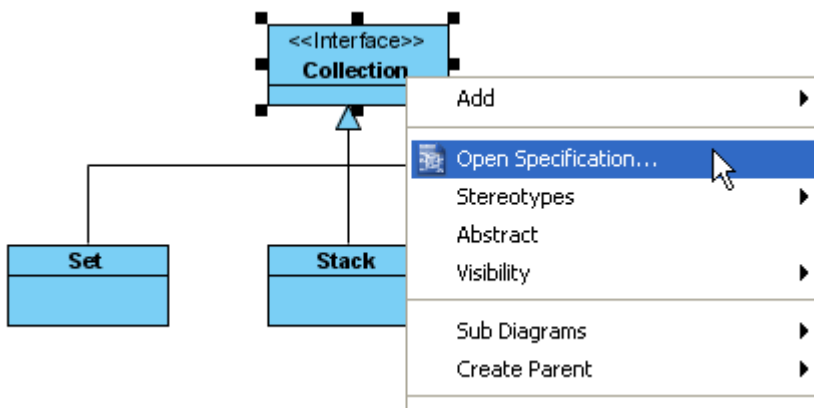 <<Interface>>
Collection
Set
Stack
Add
Open Specification...
Stereotypes
Abstract
Visibility
Sub Diagrams
Create Parent